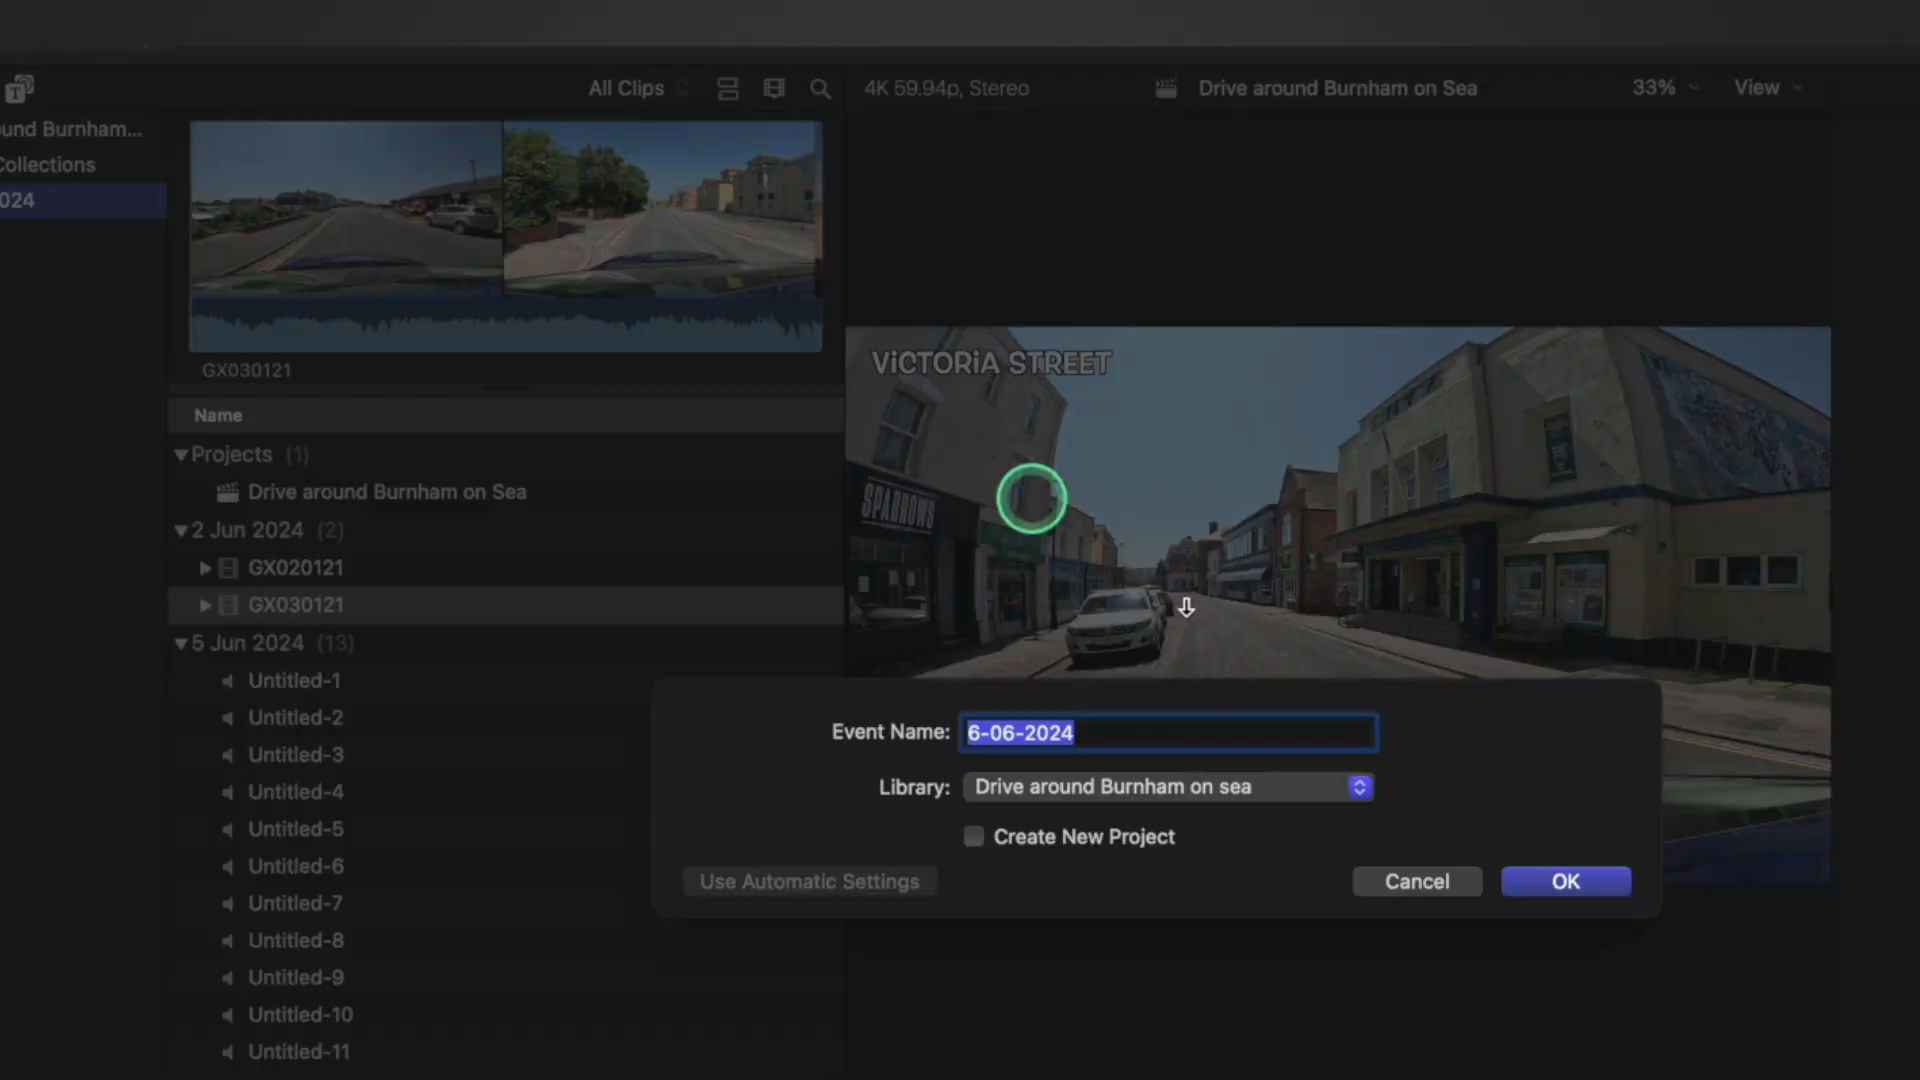 T
All Clips
4K 59.94p, Stereo
Drive around Burnham on Sea
33%
View
und Burnham...
Collections
024
GX030121
Name
Projects (1)
Drive around Burnham on Sea
2 Jun 2024 (2)
GX020121
GX030121
5 Jun 2024 (13)
Untitled-1
Untitled-2
Untitled-3
Untitled-4
Untitled-5
Untitled-6
Untitled-7
Untitled-8
Untitled-9
Untitled-10
Untitled-11
ViCTORiA STREET
SPARROWS
Event Name: 6-06-2024
Library: Drive around Burnham on sea
Create New Project
Use Automatic Settings
Cancel
OK